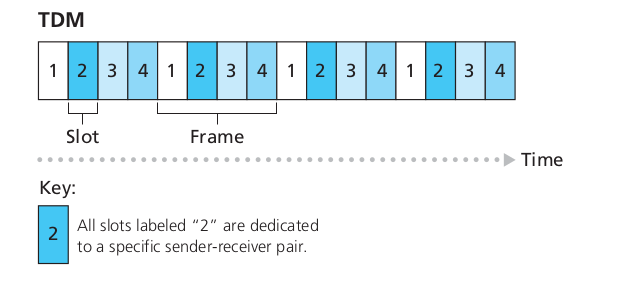 TDM
1 2 3 4 1 2 3 4 1 2 3 4 1 2 3 4
Slot Frame
Time
Key:
2 All slots labeled “2” are dedicated
to a specific sender-receiver pair.